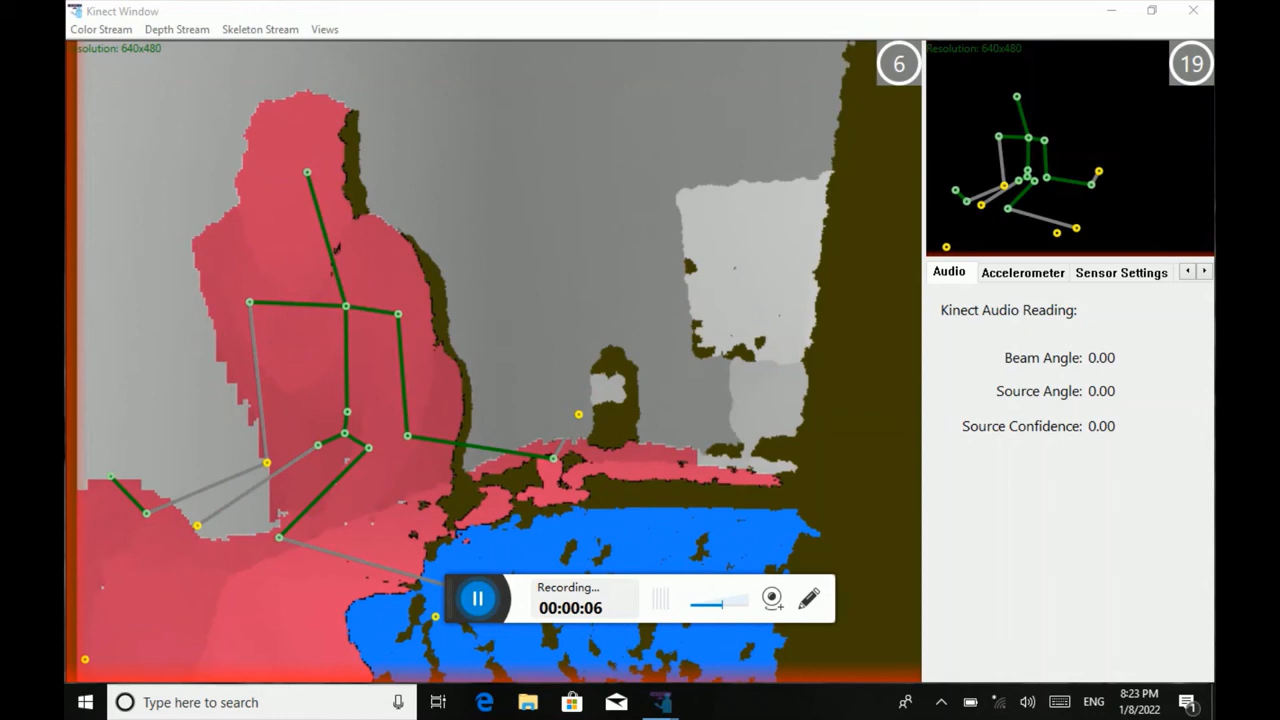 Kinect Window
Color Stream Depth Stream Skeleton Stream Views
esolution: 640x480
6
Resolution: 640x480
19
Audio Accelerometer Sensor Settings
Kinect Audio Reading:
Beam Angle: 0.00
Source Angle: 0.00
Source Confidence: 0.00
Recording...
00:00:06
Type here to search
ENG
8:23 PM
1/8/2022
1